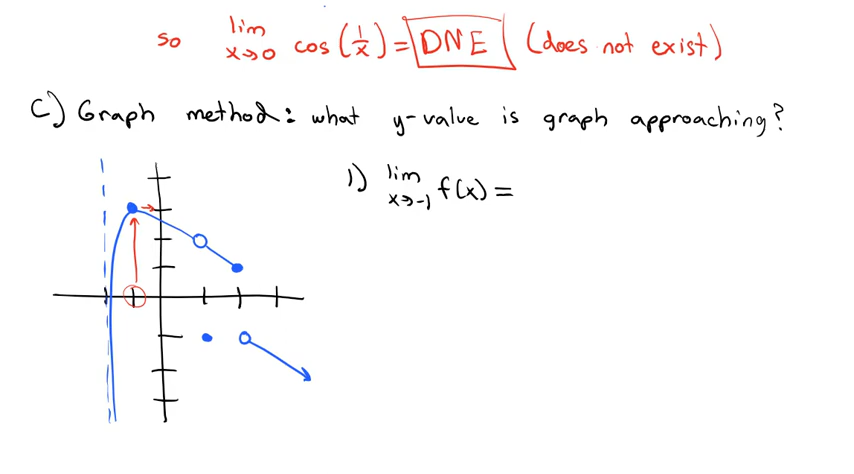 so lim x→0 cos(1/x) = DNE (does not exist)
C) Graph method: what y-value is graph approaching?
1) lim x→-1 f(x) =